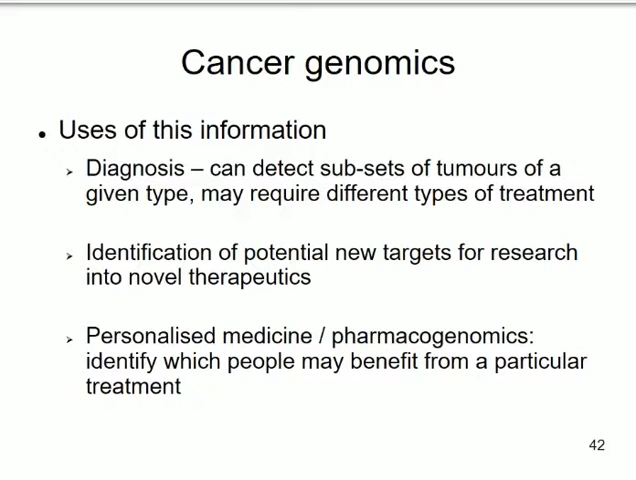 Cancer genomics
• Uses of this information
➢ Diagnosis – can detect sub-sets of tumours of a
given type, may require different types of treatment
➢ Identification of potential new targets for research
into novel therapeutics
➢ Personalised medicine / pharmacogenomics:
identify which people may benefit from a particular
treatment
42